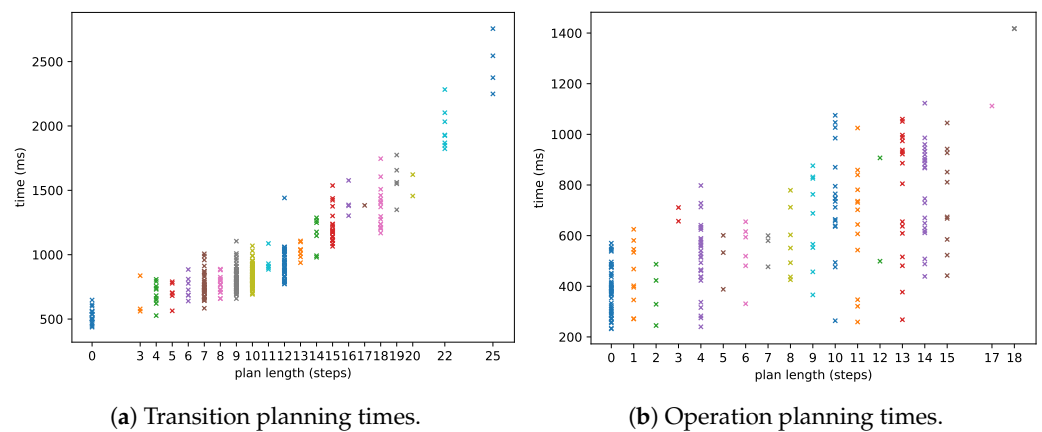 2500
2000
1500
1000
500
time (ms)
0 3 4 5 6 7 8 9 10 11 12 13 14 15 16 17 18 19 20 22 25
plan length (steps)
(a) Transition planning times.
1400
1200
1000
800
600
400
200
time (ms)
0 1 2 3 4 5 6 7 8 9 10 11 12 13 14 15 17 18
plan length (steps)
(b) Operation planning times.